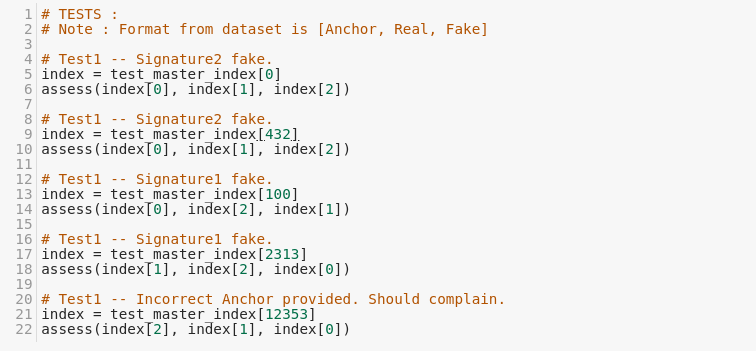 1 # TESTS :
2 # Note : Format from dataset is [Anchor, Real, Fake]
3
4 # Test1 -- Signature2 fake.
5 index = test_master_index[0]
6 assess(index[0], index[1], index[2])
7
8 # Test1 -- Signature2 fake.
9 index = test_master_index[432]
10 assess(index[0], index[1], index[2])
11
12 # Test1 -- Signature1 fake.
13 index = test_master_index[100]
14 assess(index[0], index[2], index[1])
15
16 # Test1 -- Signature1 fake.
17 index = test_master_index[2313]
18 assess(index[1], index[2], index[0])
19
20 # Test1 -- Incorrect Anchor provided. Should complain.
21 index = test_master_index[12353]
22 assess(index[2], index[1], index[0])